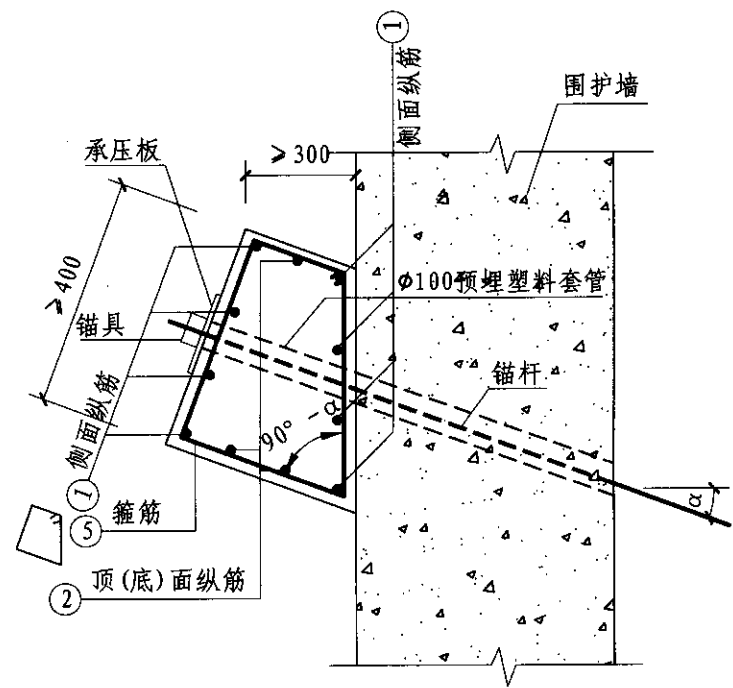 ①
侧面纵筋
围护墙
承压板
≥300
≥400
Φ100预埋塑料套管
锚具
锚杆
90°-α
α
侧面纵筋
①
⑤ 箍筋
② 顶(底)面纵筋